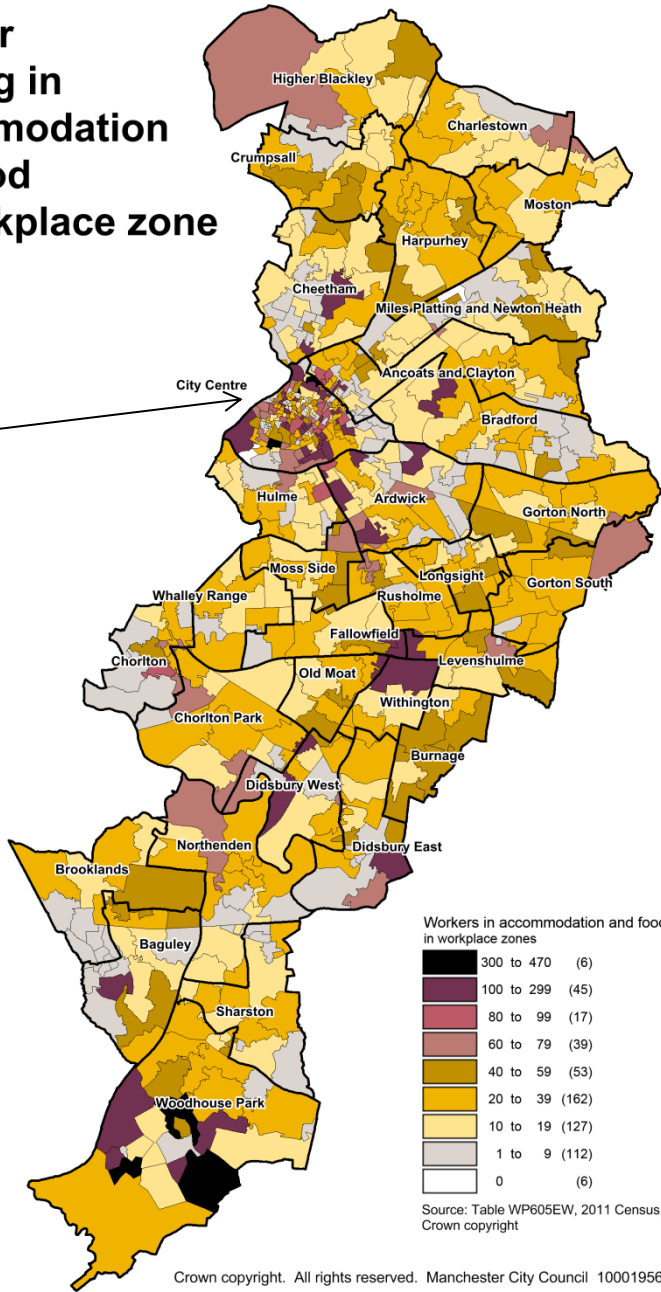 r
g in
modation
od
kplace zone
Higher Blackley
Charlestown
Crumpsall
Moston
Harpurhey
Cheetham
Miles Platting and Newton Heath
City Centre
Ancoats and Clayton
Bradford
Hulme
Ardwick
Gorton North
Moss Side
Longsight
Gorton South
Whalley Range
Rusholme
Fallowfield
Chorlton
Levenshulme
Old Moat
Withington
Chorlton Park
Burnage
Didsbury West
Northenden
Didsbury East
Brooklands
Baguley
Sharston
Woodhouse Park
Workers in accommodation and food
in workplace zones
300 to 470 (6)
100 to 299 (45)
80 to 99 (17)
60 to 79 (39)
40 to 59 (53)
20 to 39 (162)
10 to 19 (127)
1 to 9 (112)
0 (6)
Source: Table WP605EW, 2011 Census
Crown copyright
Crown copyright. All rights reserved. Manchester City Council 10001956